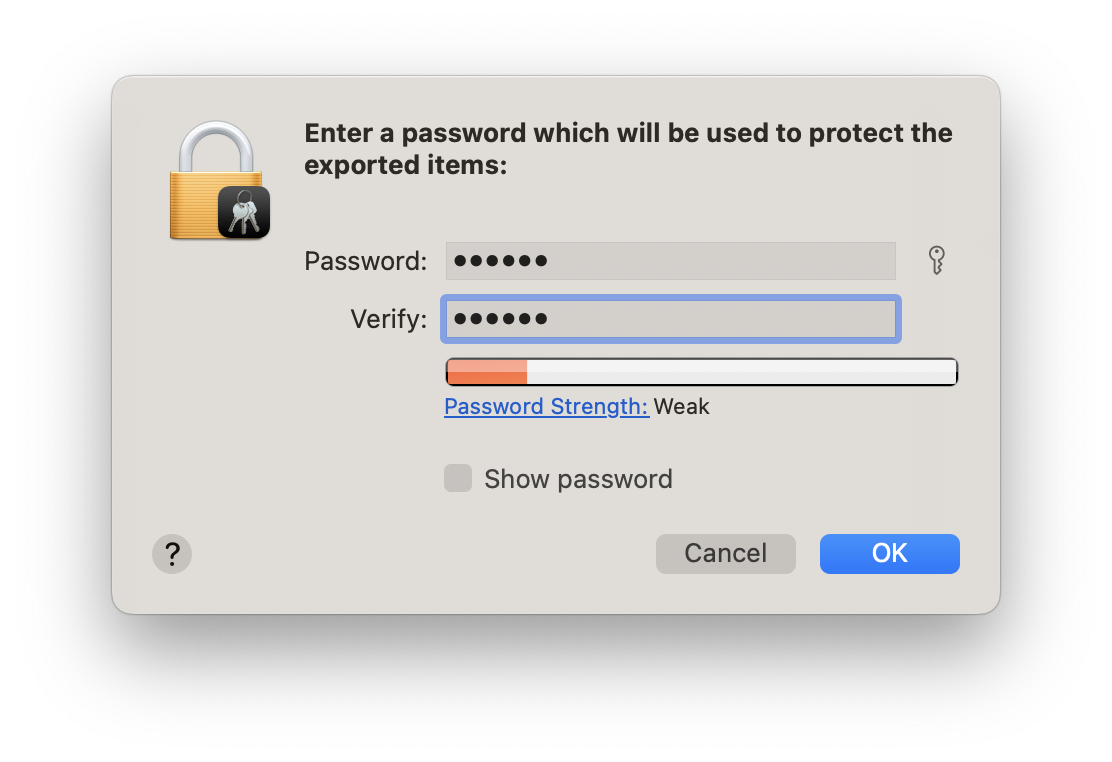 Enter a password which will be used to protect the
exported items:
Password: ••••••
Verify: ••••••
Password Strength: Weak
Show password
? Cancel OK